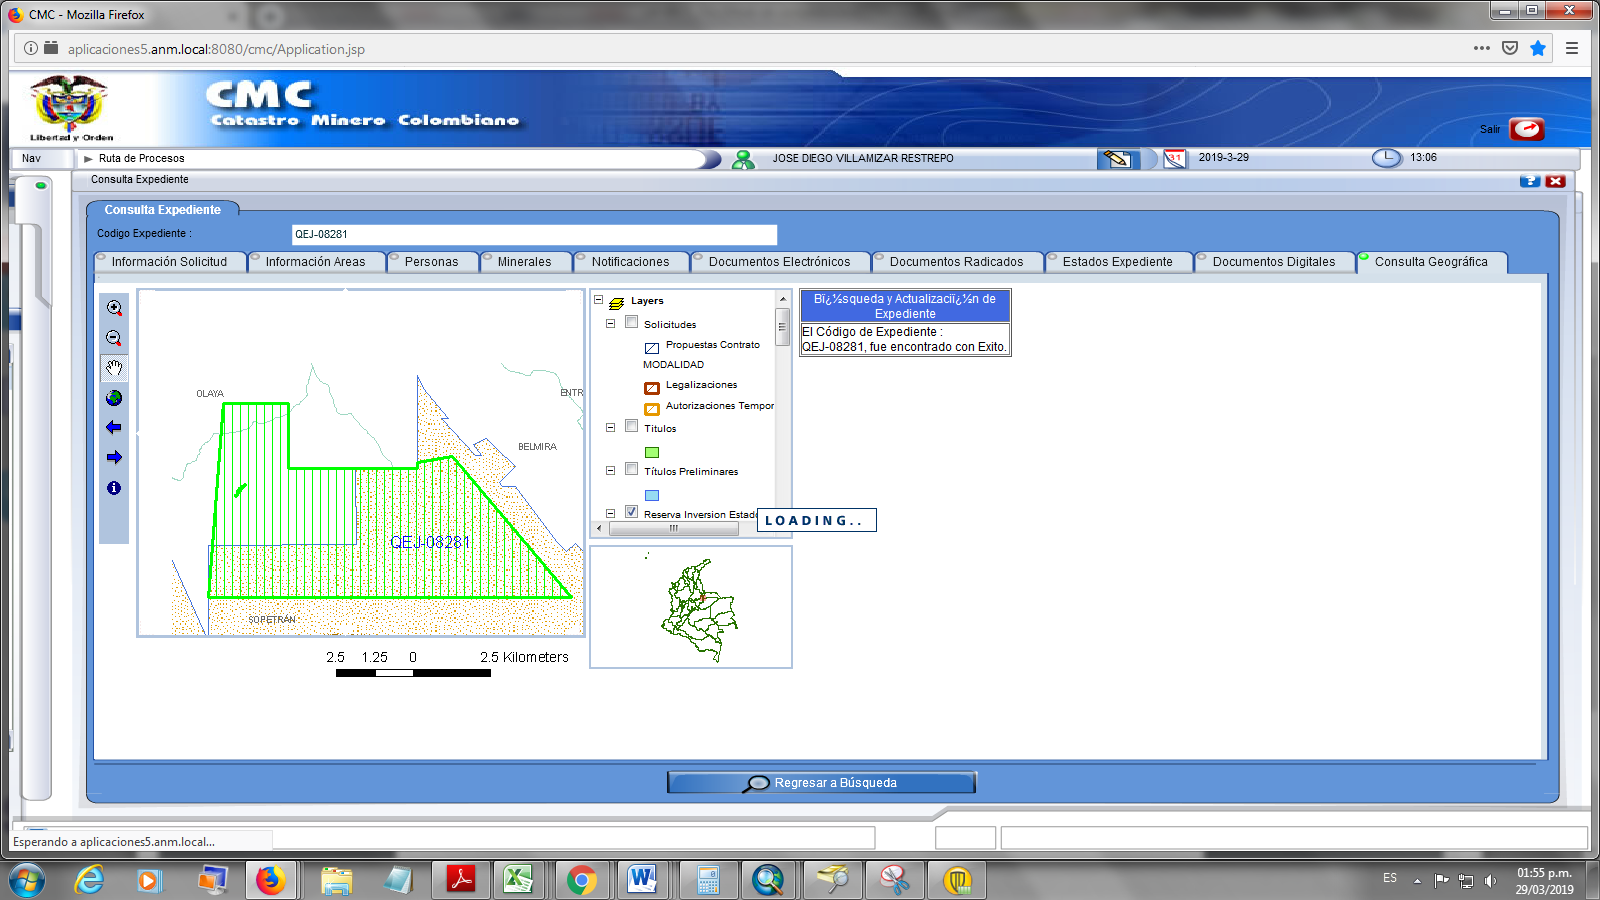 CMC - Mozilla Firefox
aplicaciones5.anm.local:8080/cmc/Application.jsp
CMC
Catastro Minero Colombiano
Libertad y Orden
Salir
Nav
Ruta de Procesos
JOSE DIEGO VILLAMIZAR RESTREPO
31
2019-3-29
13:06
Consulta Expediente
Consulta Expediente
Codigo Expediente :
QEJ-08281
Información Solicitud
Información Areas
Personas
Minerales
Notificaciones
Documentos Electrónicos
Documentos Radicados
Estados Expediente
Documentos Digitales
Consulta Geográfica
OLAYA
ENTR
BELMIRA
QEJ-08281
SOPETRAN
2.5 1.25 0 2.5 Kilometers
Layers
Solicitudes
Propuestas Contrato
MODALIDAD
Legalizaciones
Autorizaciones Tempor
Titulos
Títulos Preliminares
Reserva Inversion Estado
LOADING..
Bï¿½squeda y Actualizaciï¿½n de
Expediente
El Código de Expediente :
QEJ-08281, fue encontrado con Exito.
Regresar a Búsqueda
Esperando a aplicaciones5.anm.local...
ES
01:55 p.m.
29/03/2019